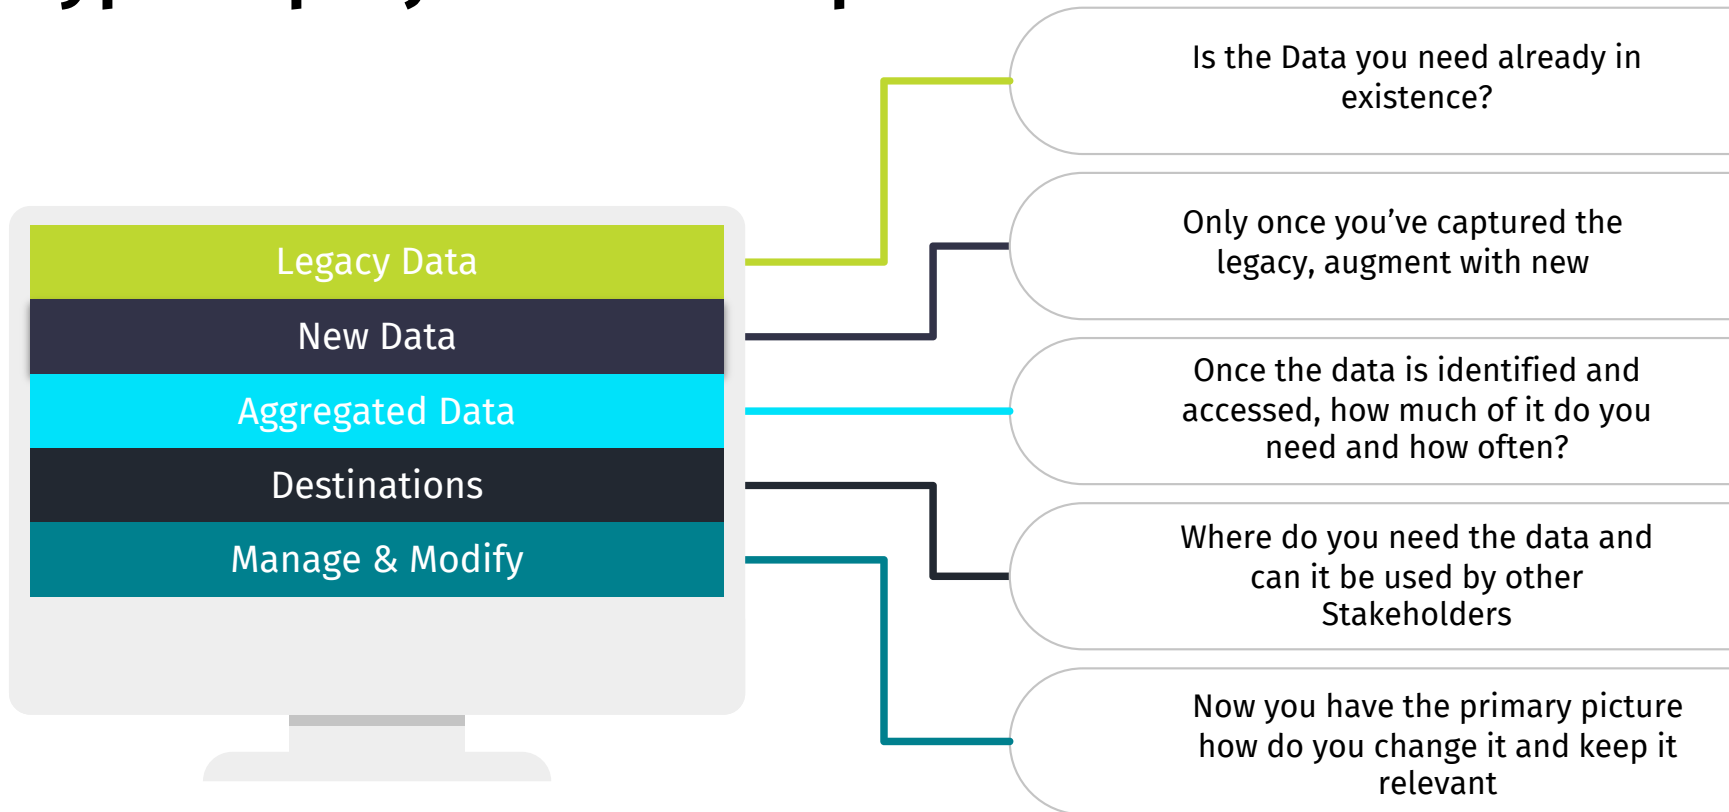 Legacy Data
New Data
Aggregated Data
Destinations
Manage & Modify
Is the Data you need already in
existence?
Only once you’ve captured the
legacy, augment with new
Once the data is identified and
accessed, how much of it do you
need and how often?
Where do you need the data and
can it be used by other
Stakeholders
Now you have the primary picture
how do you change it and keep it
relevant